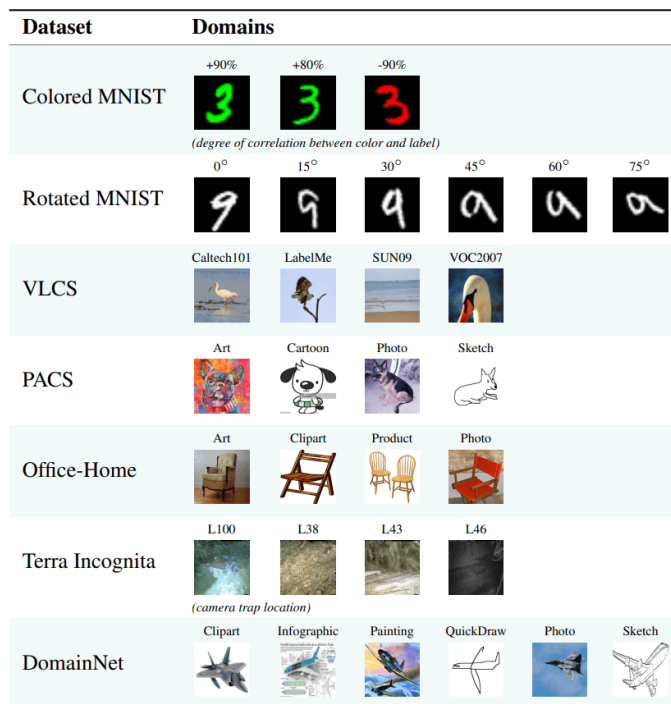 Dataset Domains
+90% +80% -90%
Colored MNIST
(degree of correlation between color and label)
0° 15° 30° 45° 60° 75°
Rotated MNIST
Caltech101 LabelMe SUN09 VOC2007
VLCS
Art Cartoon Photo Sketch
PACS
Art Clipart Product Photo
Office-Home
L100 L38 L43 L46
Terra Incognita
(camera trap location)
Clipart Infographic Painting QuickDraw Photo Sketch
DomainNet